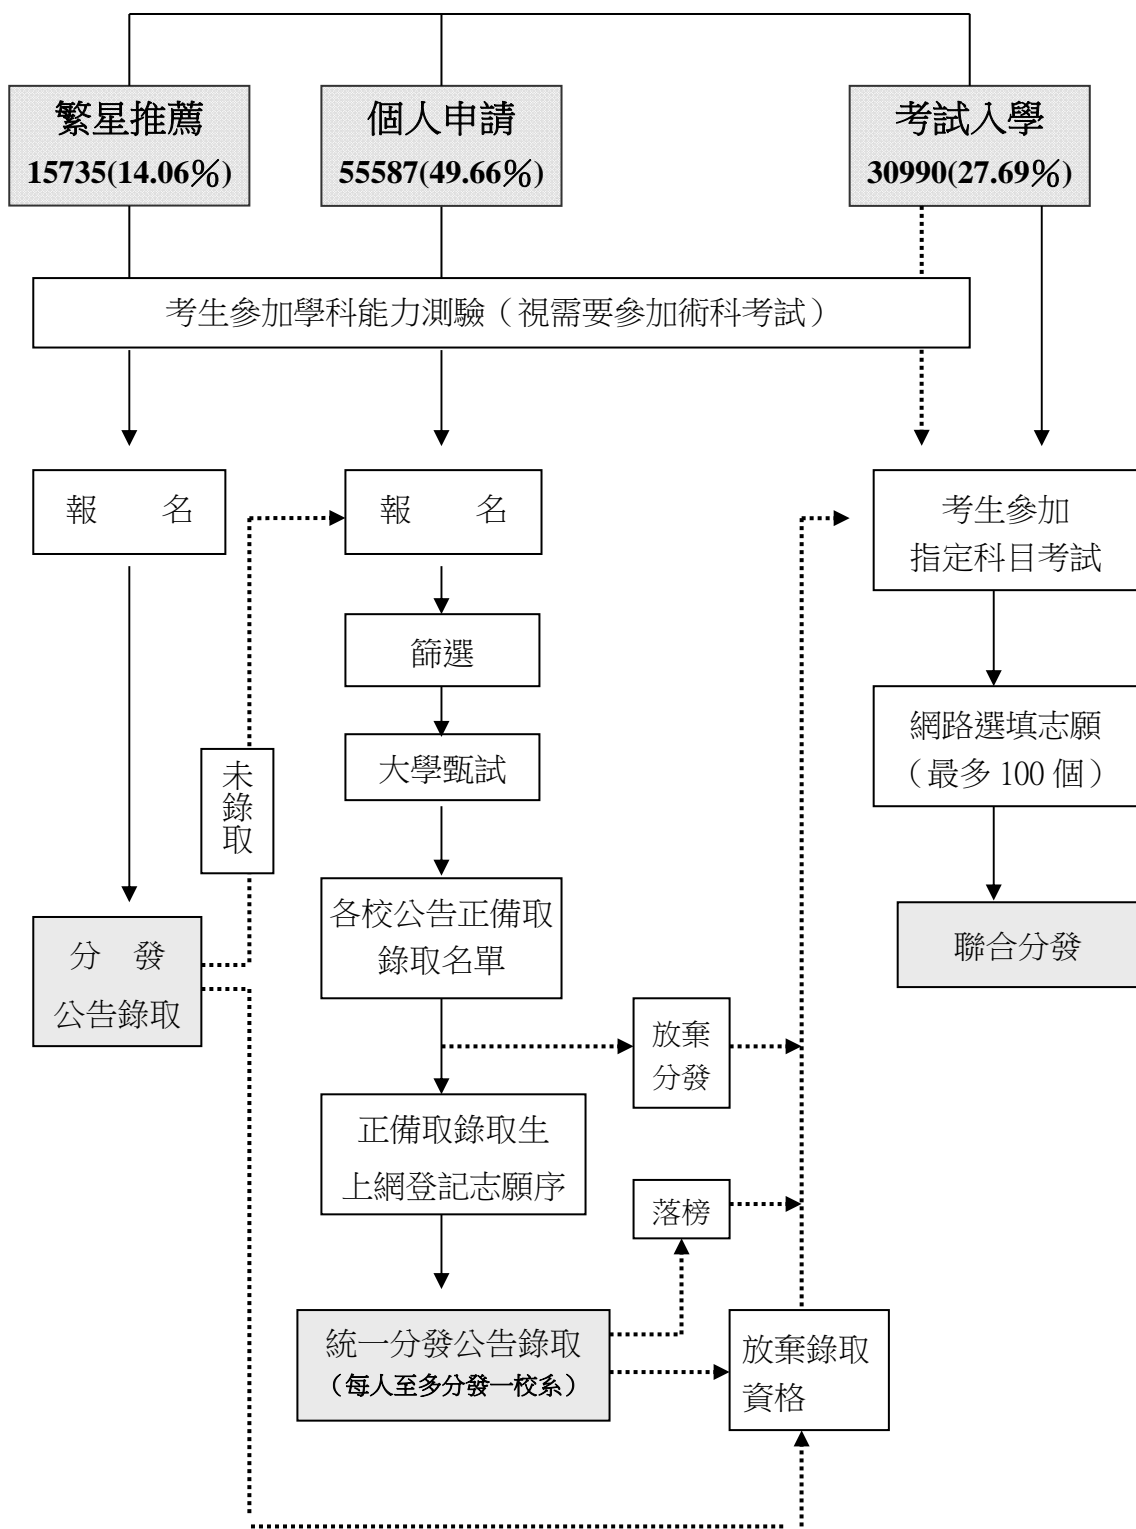 繁星推薦
15735(14.06%)
個人申請
55587(49.66%)
考試入學
30990(27.69%)
考生參加學科能力測驗（視需要參加術科考試）
報 名
報 名
考生參加
指定科目考試
篩選
網路選填志願
（最多 100 個）
大學甄試
未錄取
各校公告正備取
錄取名單
分 發
公告錄取
聯合分發
放棄
分發
正備取錄取生
上網登記志願序
落榜
統一分發公告錄取
（每人至多分發一校系）
放棄錄取
資格